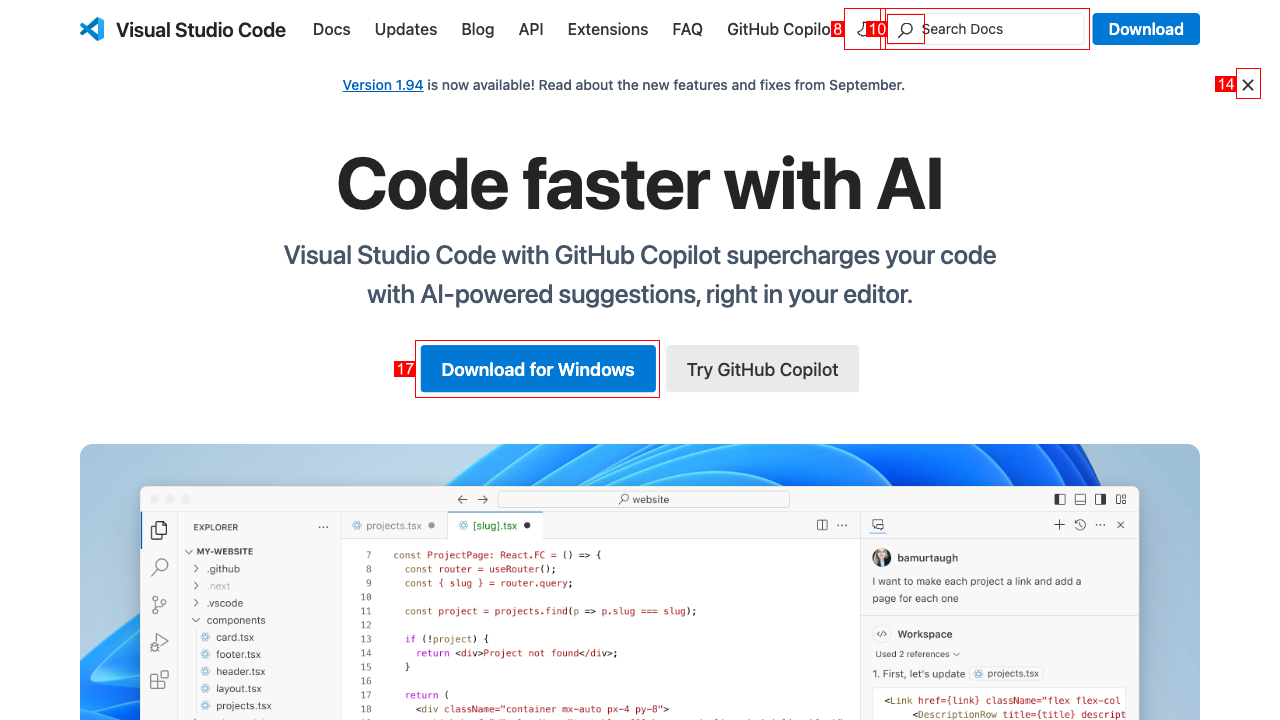 Visual Studio Code Docs Updates Blog API Extensions FAQ GitHub Copilo 8 10 Search Docs Download
Version 1.94 is now available! Read about the new features and fixes from September. 14
Code faster with AI
Visual Studio Code with GitHub Copilot supercharges your code
with AI-powered suggestions, right in your editor.
17 Download for Windows Try GitHub Copilot
website
EXPLORER
MY-WEBSITE
.github
.next
.vscode
components
card.tsx
footer.tsx
header.tsx
layout.tsx
projects.tsx
projects.tsx [slug].tsx
7 const ProjectPage: React.FC = () => {
8 const router = useRouter();
9 const { slug } = router.query;
10
11 const project = projects.find(p => p.slug === slug);
12
13 if (!project) {
14 return <div>Project not found</div>;
15 }
16
17 return (
18 <div className="container mx-auto px-4 py-8">
bamurtaugh
I want to make each project a link and add a
page for each one
Workspace
Used 2 references
1. First, let's update projects.tsx
<Link href={link} className="flex flex-col
<DescriptionRow title={title} descript